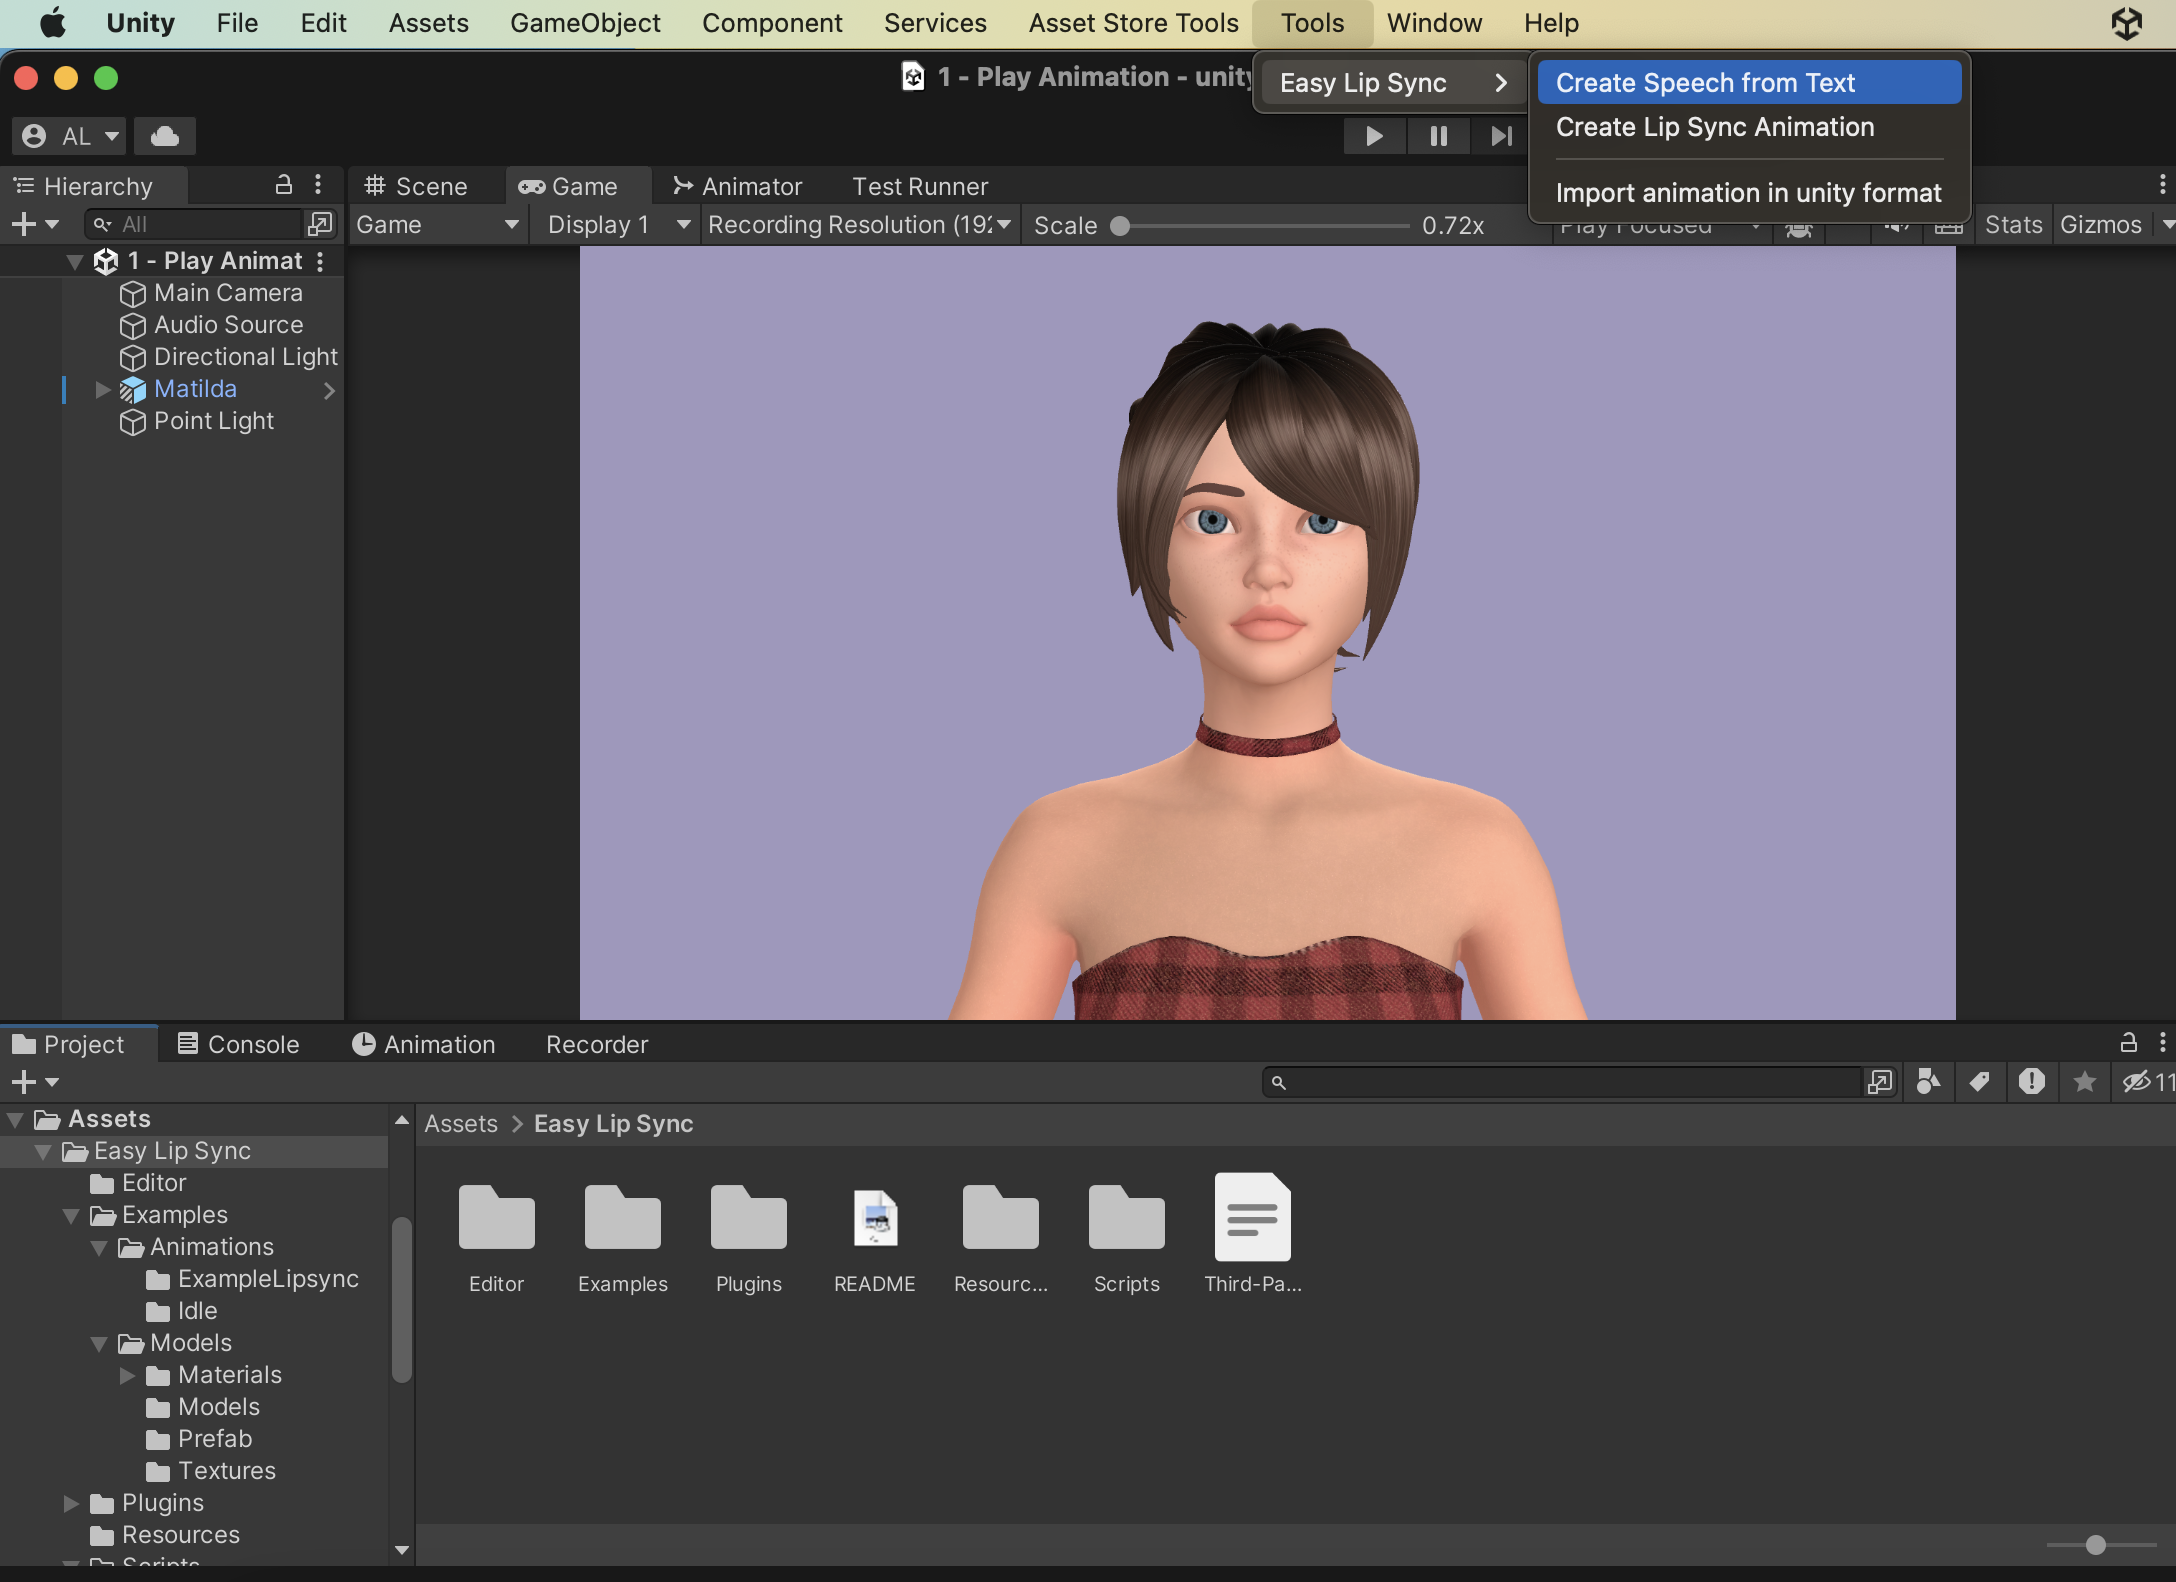 Unity File Edit Assets GameObject Component Services Asset Store Tools Tools Window Help
1 - Play Animation - unity
Easy Lip Sync
Create Speech from Text
Create Lip Sync Animation
Import animation in unity format
AL
Hierarchy
All
1 - Play Animat
Main Camera
Audio Source
Directional Light
Matilda
Point Light
Scene Game Animator Test Runner
Game Display 1 Recording Resolution (192 Scale 0.72x Play Focused Stats Gizmos
Project Console Animation Recorder
11
Assets
Easy Lip Sync
Editor
Examples
Animations
ExampleLipsync
Idle
Models
Materials
Models
Prefab
Textures
Plugins
Resources
Scripts
Assets > Easy Lip Sync
Editor Examples Plugins README Resourc... Scripts Third-Pa...